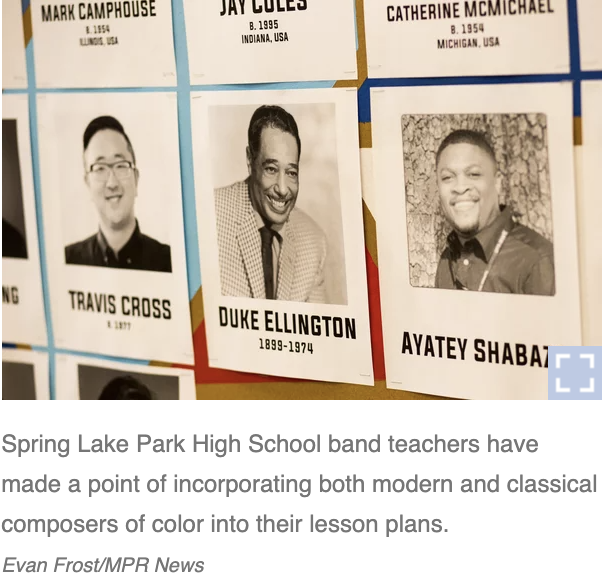 MARK CAMPHOUSE
B. 1954
ILLINOIS, USA
JAY COLES
B. 1995
INDIANA, USA
CATHERINE MCMICHAEL
B. 1954
MICHIGAN, USA
NG
TRAVIS CROSS
B. 1977
DUKE ELLINGTON
1899-1974
AYATEY SHABAZ
Spring Lake Park High School band teachers have
made a point of incorporating both modern and classical
composers of color into their lesson plans.
Evan Frost/MPR News